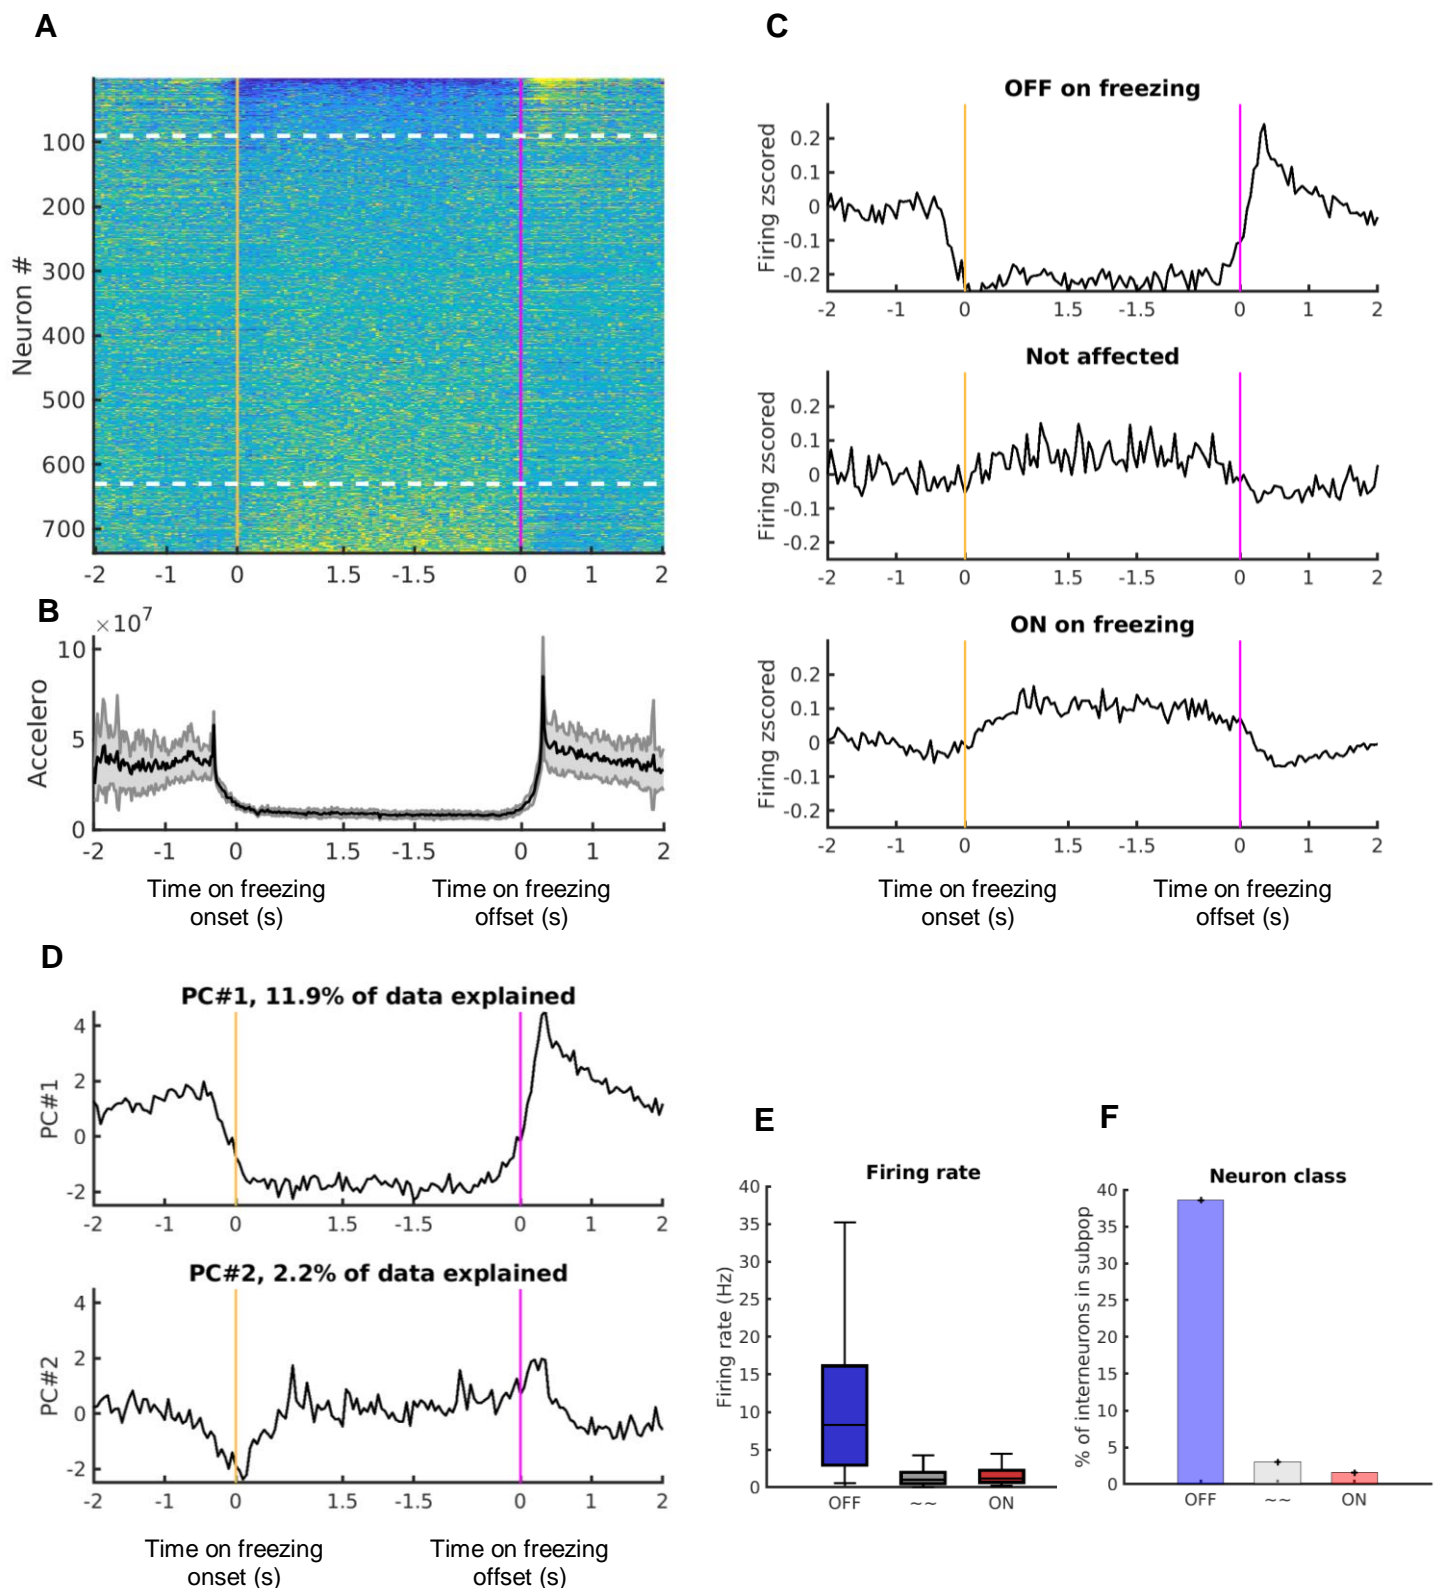 A
Neuron #
100
200
300
400
500
600
700
-2 -1 0 1.5 -1.5 0 1 2
B
×10⁷
Accelero
10
5
0
-2 -1 0 1.5 -1.5 0 1 2
Time on freezing
onset (s)
Time on freezing
offset (s)
C
OFF on freezing
Firing zscored
0.2
0.1
0
-0.1
-0.2
-2 -1 0 1.5 -1.5 0 1 2
Not affected
Firing zscored
0.2
0.1
0
-0.1
-0.2
-2 -1 0 1.5 -1.5 0 1 2
ON on freezing
Firing zscored
0.2
0.1
0
-0.1
-0.2
-2 -1 0 1.5 -1.5 0 1 2
Time on freezing
onset (s)
Time on freezing
offset (s)
D
PC#1, 11.9% of data explained
PC#1
4
2
0
-2
-2 -1 0 1.5 -1.5 0 1 2
PC#2, 2.2% of data explained
PC#2
4
2
0
-2
-2 -1 0 1.5 -1.5 0 1 2
Time on freezing
onset (s)
Time on freezing
offset (s)
E
Firing rate
Firing rate (Hz)
40
35
30
25
20
15
10
5
0
OFF ~~ ON
F
Neuron class
% of interneurons in subpop
40
35
30
25
20
15
10
5
0
OFF ~~ ON